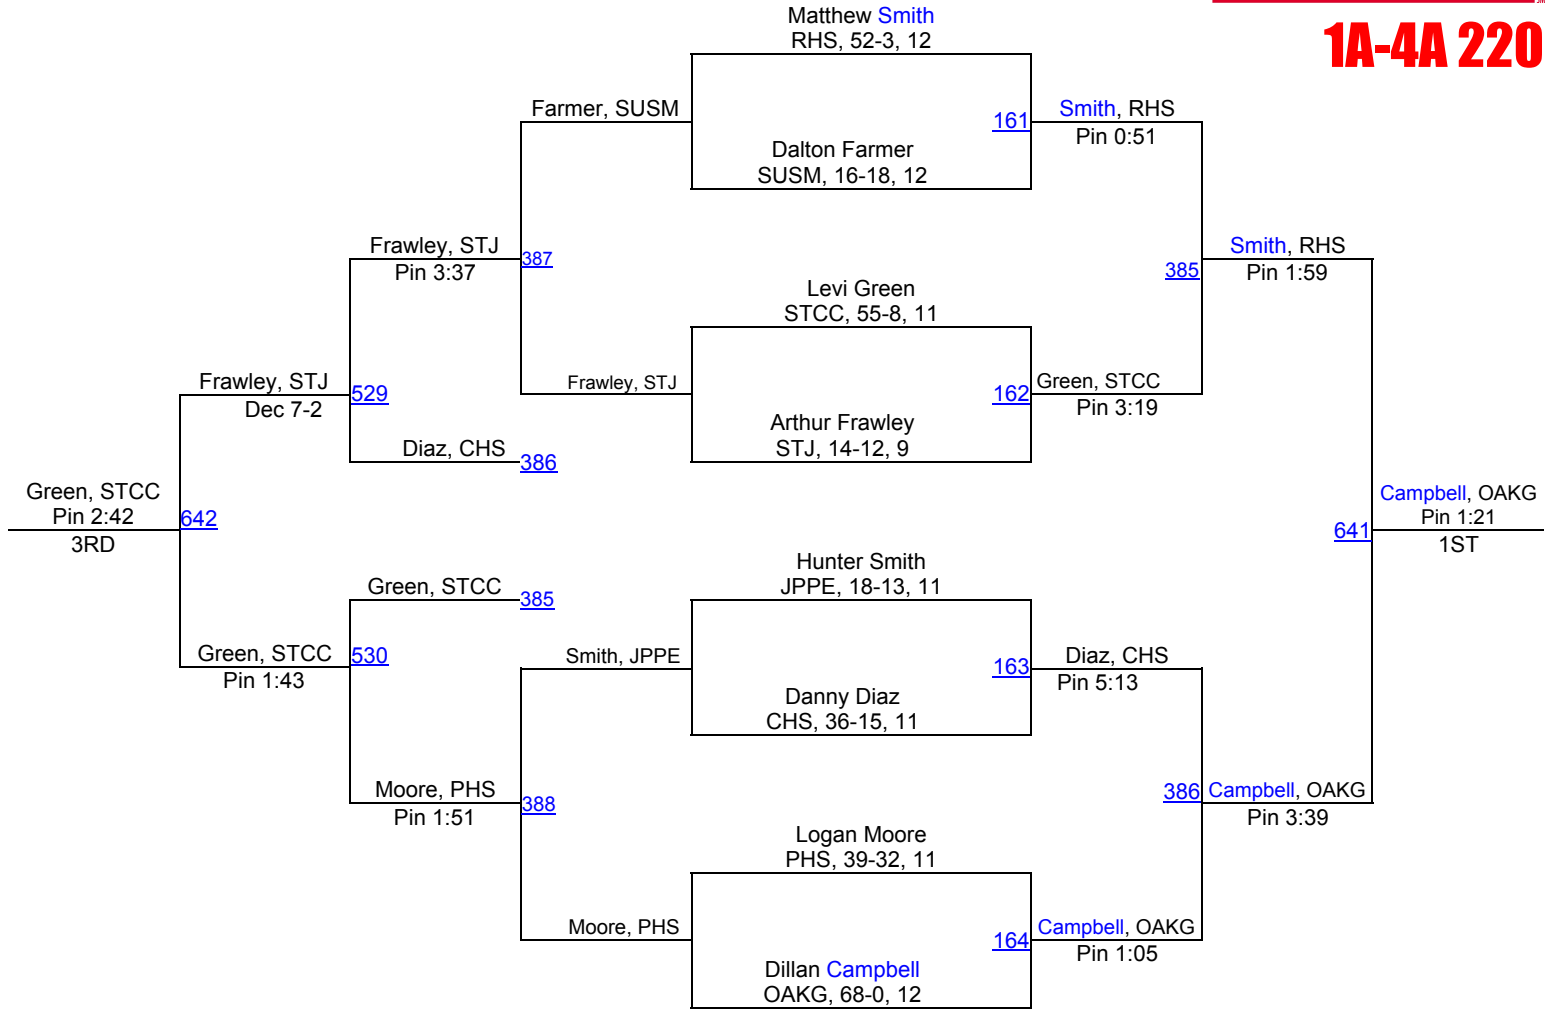 1A-4A 220
Matthew Smith
RHS, 52-3, 12
Farmer, SUSM
161
Smith, RHS
Pin 0:51
Dalton Farmer
SUSM, 16-18, 12
Frawley, STJ
Pin 3:37
387
385
Smith, RHS
Pin 1:59
Levi Green
STCC, 55-8, 11
Frawley, STJ
Dec 7-2
529
Frawley, STJ
162
Green, STCC
Pin 3:19
Arthur Frawley
STJ, 14-12, 9
Diaz, CHS
386
Green, STCC
Pin 2:42
3RD
642
641
Campbell, OAKG
Pin 1:21
1ST
Hunter Smith
JPPE, 18-13, 11
Green, STCC
385
Green, STCC
Pin 1:43
530
Smith, JPPE
163
Diaz, CHS
Pin 5:13
Danny Diaz
CHS, 36-15, 11
Moore, PHS
Pin 1:51
388
386
Campbell, OAKG
Pin 3:39
Logan Moore
PHS, 39-32, 11
Moore, PHS
164
Campbell, OAKG
Pin 1:05
Dillan Campbell
OAKG, 68-0, 12